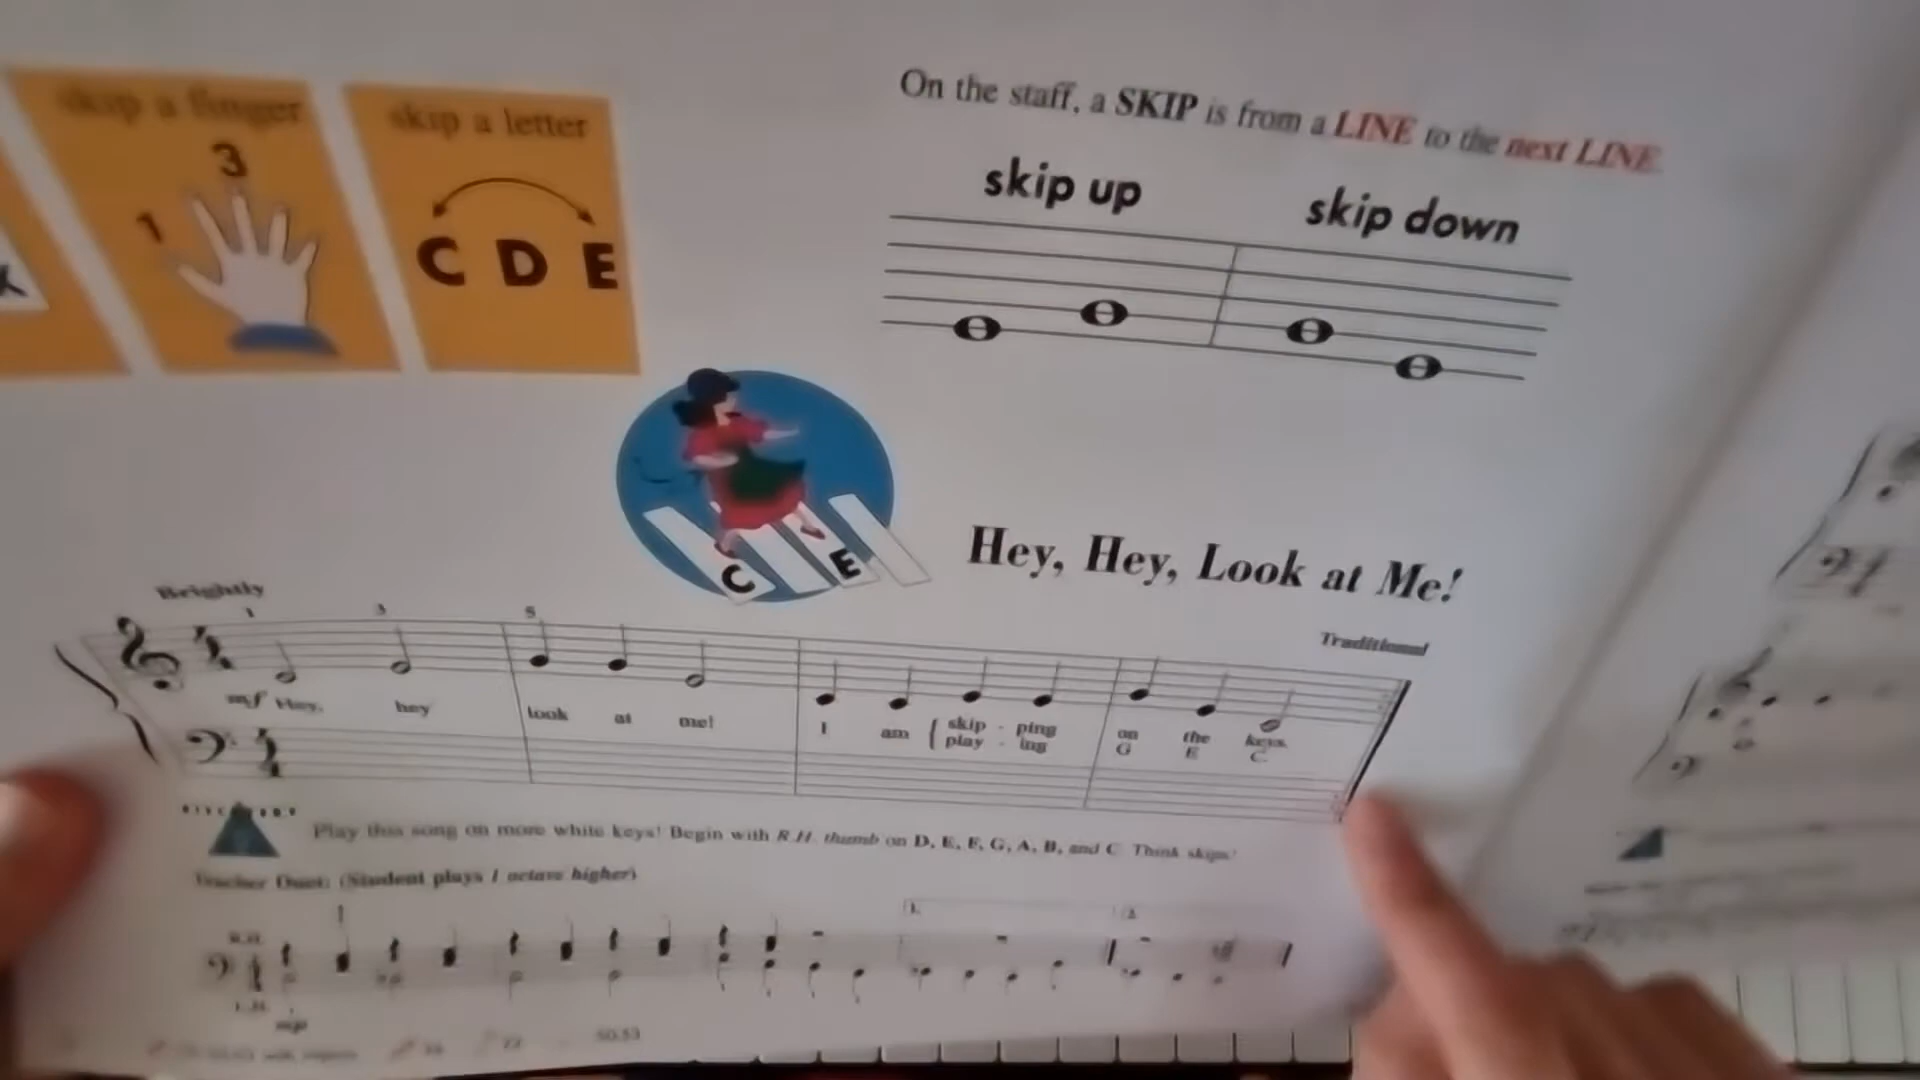 skip a finger
3
1
skip a letter
C D E
On the staff, a SKIP is from a LINE to the next LINE.
skip up
skip down
C E
Hey, Hey, Look at Me!
Brightly
Traditional
1 3 5
mf Hey, hey look at me! I am skip - ping on the keys.
play - ing G E C
Play this song on more white keys! Begin with R.H. thumb on D, E, F, G, A, B, and C. Think skips!
Teacher Duet: (Student plays 1 octave higher)
1. 2.
R.H.
L.H.
mp